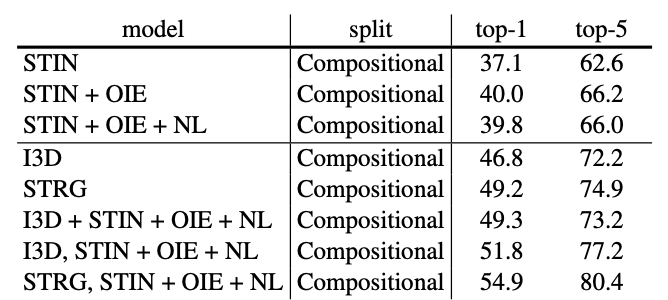 model split top-1 top-5
STIN Compositional 37.1 62.6
STIN + OIE Compositional 40.0 66.2
STIN + OIE + NL Compositional 39.8 66.0
I3D Compositional 46.8 72.2
STRG Compositional 49.2 74.9
I3D + STIN + OIE + NL Compositional 49.3 73.2
I3D, STIN + OIE + NL Compositional 51.8 77.2
STRG, STIN + OIE + NL Compositional 54.9 80.4